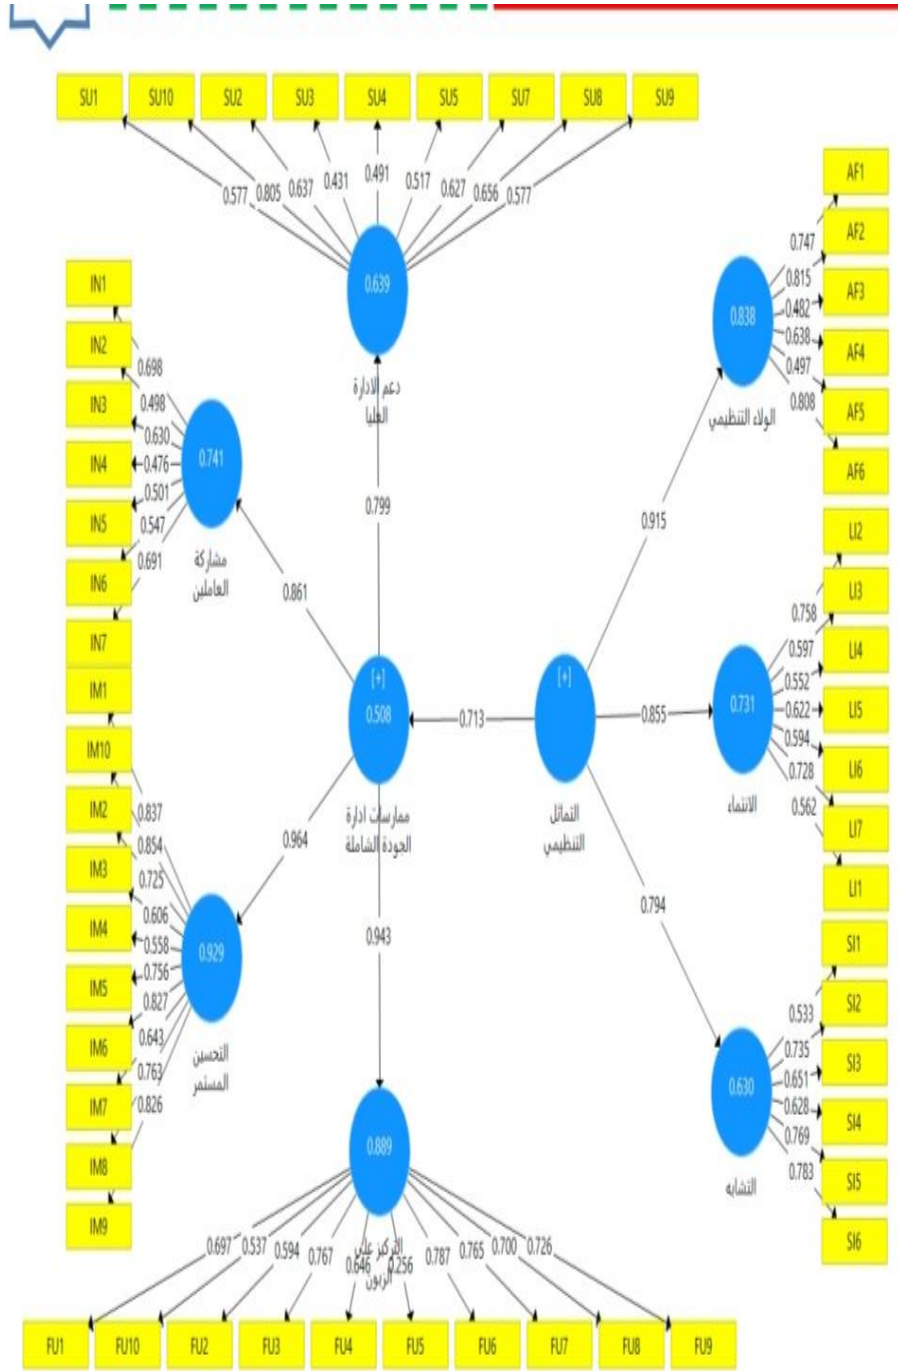 SU1 SU10 SU2 SU3 SU4 SU5 SU7 SU8 SU9
0.577 0.805 0.637 0.431 0.491 0.517 0.627 0.656 0.577
0.639
دعم الادارة
العليا
IN1
IN2
IN3
IN4
IN5
IN6
IN7
0.698
0.498
0.630
0.476
0.501
0.547
0.691
0.741
مشاركة
العاملين
0.799
0.861
IM1
IM10
IM2
IM3
IM4
IM5
IM6
IM7
IM8
IM9
0.837
0.854
0.725
0.606
0.558
0.756
0.827
0.643
0.763
0.826
0.929
التحسين
المستمر
0.964
[+]
0.508
ممارسات ادارة
الجودة الشاملة
0.713
[+]
التماثل
التنظيمي
0.943
0.889
التركيز على
الزبون
0.697 0.537 0.594 0.767 0.646 0.256 0.787 0.765 0.700 0.726
FU1 FU10 FU2 FU3 FU4 FU5 FU6 FU7 FU8 FU9
0.915
0.838
الولاء التنظيمي
0.747
0.815
0.482
0.638
0.497
0.808
AF1
AF2
AF3
AF4
AF5
AF6
0.855
0.731
الانتماء
0.758
0.597
0.552
0.622
0.594
0.728
0.562
LI2
LI3
LI4
LI5
LI6
LI7
LI1
0.794
0.630
التشابه
0.533
0.735
0.651
0.628
0.769
0.783
SI1
SI2
SI3
SI4
SI5
SI6